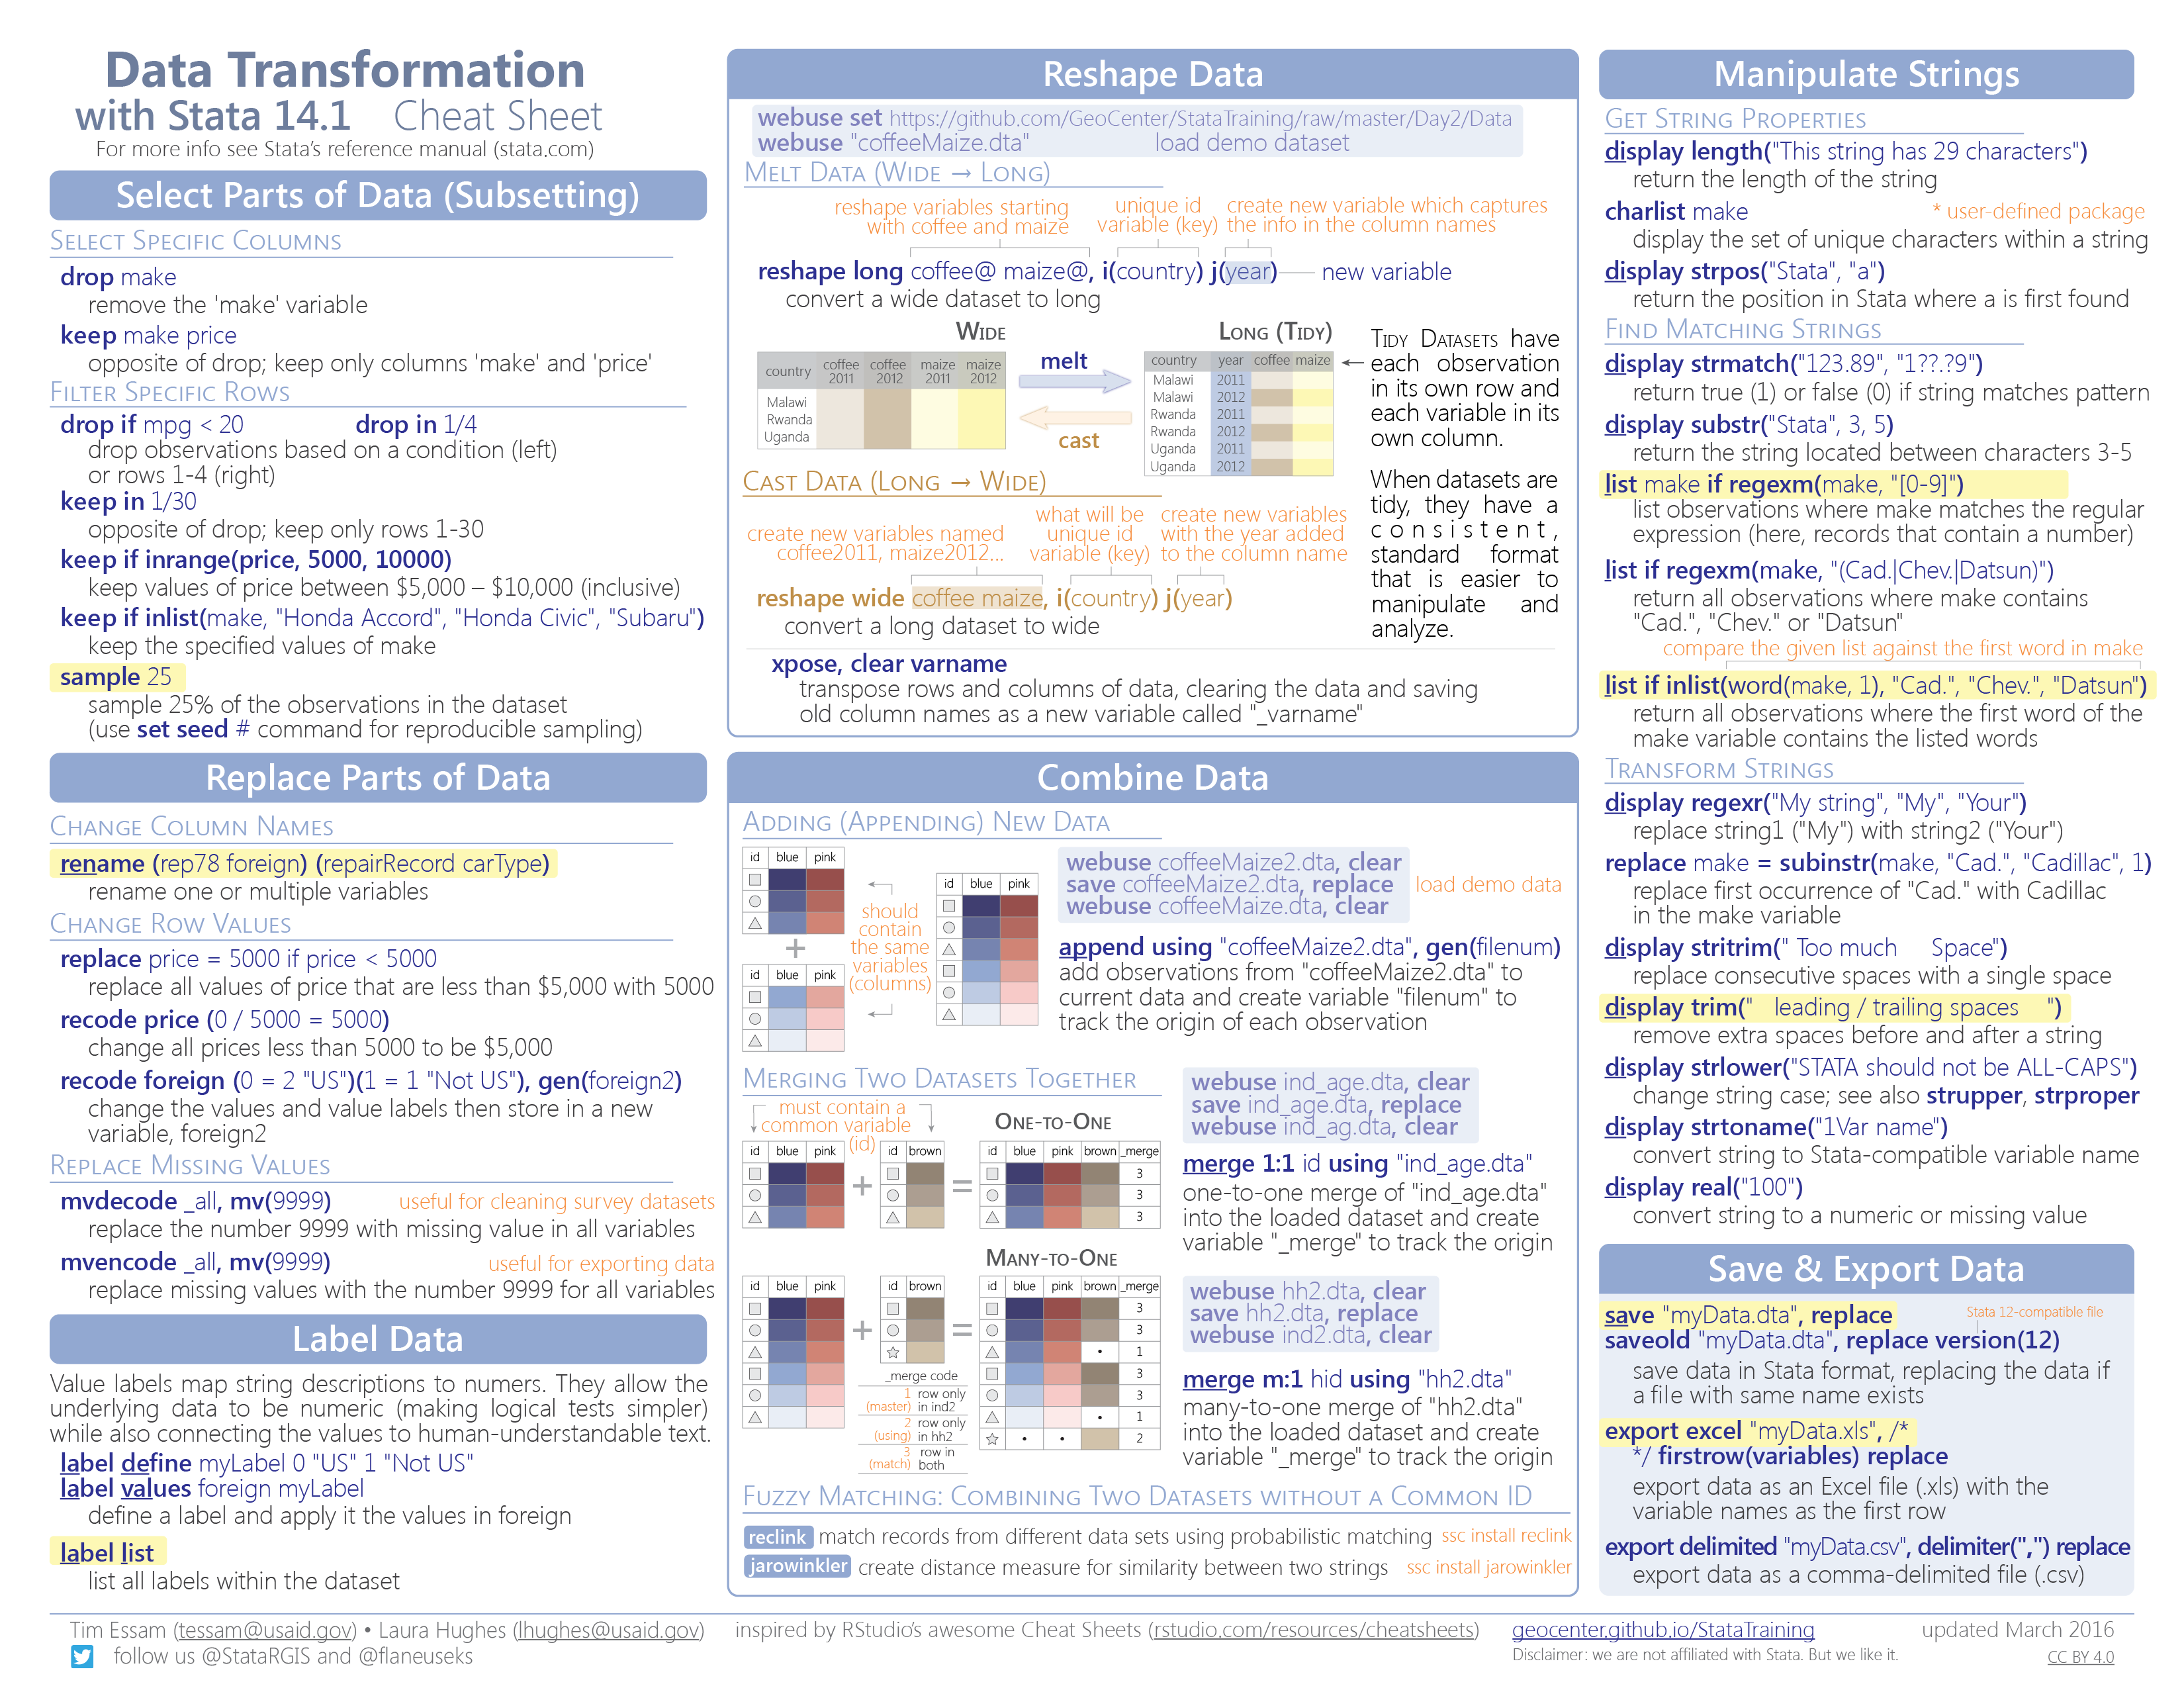 Data Transformation
with Stata 14.1 Cheat Sheet
For more info see Stata's reference manual (stata.com)
Select Parts of Data (Subsetting)
SELECT SPECIFIC COLUMNS
drop make
remove the 'make' variable
keep make price
opposite of drop; keep only columns 'make' and 'price'
FILTER SPECIFIC ROWS
drop if mpg < 20 drop in 1/4
drop observations based on a condition (left)
or rows 1-4 (right)
keep in 1/30
opposite of drop; keep only rows 1-30
keep if inrange(price, 5000, 10000)
keep values of price between $5,000 – $10,000 (inclusive)
keep if inlist(make, "Honda Accord", "Honda Civic", "Subaru")
keep the specified values of make
sample 25
sample 25% of the observations in the dataset
(use set seed # command for reproducible sampling)
Replace Parts of Data
CHANGE COLUMN NAMES
rename (rep78 foreign) (repairRecord carType)
rename one or multiple variables
CHANGE ROW VALUES
replace price = 5000 if price < 5000
replace all values of price that are less than $5,000 with 5000
recode price (0 / 5000 = 5000)
change all prices less than 5000 to be $5,000
recode foreign (0 = 2 "US")(1 = 1 "Not US"), gen(foreign2)
change the values and value labels then store in a new
variable, foreign2
REPLACE MISSING VALUES
mvdecode _all, mv(9999) useful for cleaning survey datasets
replace the number 9999 with missing value in all variables
mvencode _all, mv(9999) useful for exporting data
replace missing values with the number 9999 for all variables
Label Data
Value labels map string descriptions to numers. They allow the
underlying data to be numeric (making logical tests simpler)
while also connecting the values to human-understandable text.
label define myLabel 0 "US" 1 "Not US"
label values foreign myLabel
define a label and apply it the values in foreign
label list
list all labels within the dataset
Reshape Data
webuse set https://github.com/GeoCenter/StataTraining/raw/master/Day2/Data
webuse "coffeeMaize.dta" load demo dataset
MELT DATA (WIDE → LONG)
reshape variables starting
with coffee and maize
unique id
variable (key)
create new variable which captures
the info in the column names
reshape long coffee@ maize@, i(country) j(year) new variable
convert a wide dataset to long
WIDE
country coffee 2011 coffee 2012 maize 2011 maize 2012
Malawi
Rwanda
Uganda
melt
cast
LONG (TIDY)
country year coffee maize
Malawi 2011
Malawi 2012
Rwanda 2011
Rwanda 2012
Uganda 2011
Uganda 2012
TIDY DATASETS have
each observation
in its own row and
each variable in its
own column.
When datasets are
tidy, they have a
consistent,
standard format
that is easier to
manipulate and
analyze.
CAST DATA (LONG → WIDE)
create new variables named
coffee2011, maize2012...
what will be
unique id
variable (key)
create new variables
with the year added
to the column name
reshape wide coffee maize, i(country) j(year)
convert a long dataset to wide
xpose, clear varname
transpose rows and columns of data, clearing the data and saving
old column names as a new variable called "_varname"
Combine Data
ADDING (APPENDING) NEW DATA
id blue pink
+
id blue pink
should
contain
the same
variables
(columns)
id blue pink
webuse coffeeMaize2.dta, clear
save coffeeMaize2.dta, replace load demo data
webuse coffeeMaize.dta, clear
append using "coffeeMaize2.dta", gen(filenum)
add observations from "coffeeMaize2.dta" to
current data and create variable "filenum" to
track the origin of each observation
MERGING TWO DATASETS TOGETHER
must contain a
common variable
(id)
ONE-TO-ONE
id blue pink + id brown = id blue pink brown _merge
3
3
3
webuse ind_age.dta, clear
save ind_age.dta, replace
webuse ind_ag.dta, clear
merge 1:1 id using "ind_age.dta"
one-to-one merge of "ind_age.dta"
into the loaded dataset and create
variable "_merge" to track the origin
MANY-TO-ONE
id blue pink + id brown = id blue pink brown _merge
3
3
1
3
3
1
2
_merge code
1 (master) row only in ind2
2 (using) row only in hh2
3 (match) row in both
webuse hh2.dta, clear
save hh2.dta, replace
webuse ind2.dta, clear
merge m:1 hid using "hh2.dta"
many-to-one merge of "hh2.dta"
into the loaded dataset and create
variable "_merge" to track the origin
FUZZY MATCHING: COMBINING TWO DATASETS WITHOUT A COMMON ID
reclink match records from different data sets using probabilistic matching ssc install reclink
jarowinkler create distance measure for similarity between two strings ssc install jarowinkler
Manipulate Strings
GET STRING PROPERTIES
display length("This string has 29 characters")
return the length of the string
charlist make * user-defined package
display the set of unique characters within a string
display strpos("Stata", "a")
return the position in Stata where a is first found
FIND MATCHING STRINGS
display strmatch("123.89", "1??.?9")
return true (1) or false (0) if string matches pattern
display substr("Stata", 3, 5)
return the string located between characters 3-5
list make if regexm(make, "[0-9]")
list observations where make matches the regular
expression (here, records that contain a number)
list if regexm(make, "(Cad.|Chev.|Datsun)")
return all observations where make contains
"Cad.", "Chev." or "Datsun"
compare the given list against the first word in make
list if inlist(word(make, 1), "Cad.", "Chev.", "Datsun")
return all observations where the first word of the
make variable contains the listed words
TRANSFORM STRINGS
display regexr("My string", "My", "Your")
replace string1 ("My") with string2 ("Your")
replace make = subinstr(make, "Cad.", "Cadillac", 1)
replace first occurrence of "Cad." with Cadillac
in the make variable
display stritrim(" Too much    Space")
replace consecutive spaces with a single space
display trim("   leading / trailing spaces   ")
remove extra spaces before and after a string
display strlower("STATA should not be ALL-CAPS")
change string case; see also strupper, strproper
display strtoname("1Var name")
convert string to Stata-compatible variable name
display real("100")
convert string to a numeric or missing value
Save & Export Data
save "myData.dta", replace Stata 12-compatible file
saveold "myData.dta", replace version(12)
save data in Stata format, replacing the data if
a file with same name exists
export excel "myData.xls", /*
*/ firstrow(variables) replace
export data as an Excel file (.xls) with the
variable names as the first row
export delimited "myData.csv", delimiter(",") replace
export data as a comma-delimited file (.csv)
Tim Essam (tessam@usaid.gov) • Laura Hughes (lhughes@usaid.gov) inspired by RStudio's awesome Cheat Sheets (rstudio.com/resources/cheatsheets) geocenter.github.io/StataTraining updated March 2016
follow us @StataRGIS and @flaneuseks Disclaimer: we are not affiliated with Stata. But we like it. CC BY 4.0